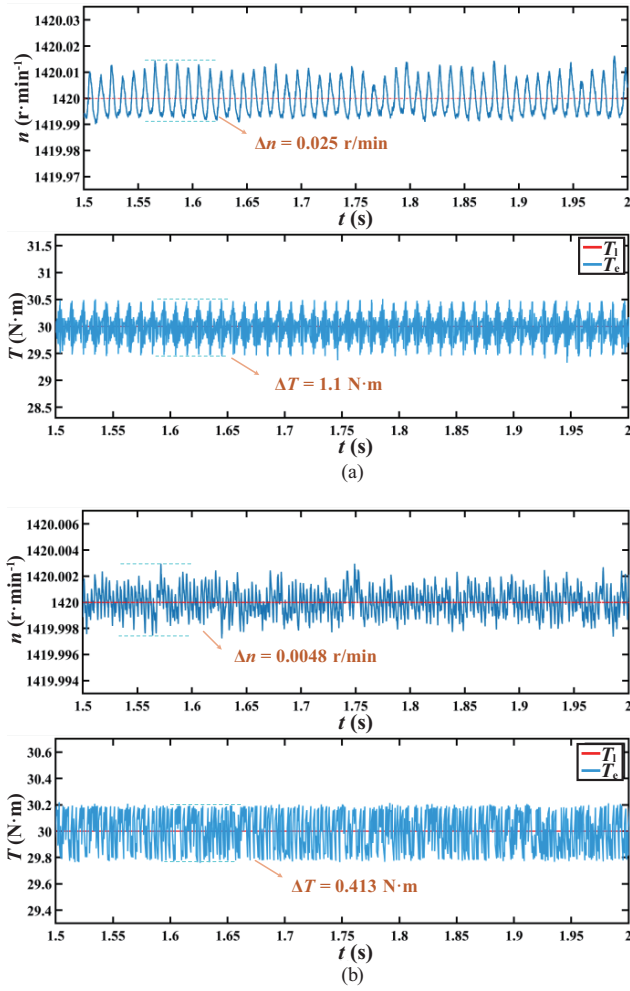 1420.03
1420.02
1420.01
1420
1419.99
1419.98
1419.97
n (r·min-1)
Δn = 0.025 r/min
1.5 1.55 1.6 1.65 1.7 1.75 1.8 1.85 1.9 1.95 2
t (s)
31.5
31
30.5
30
29.5
29
28.5
T (N·m)
Tl
Te
ΔT = 1.1 N·m
1.5 1.55 1.6 1.65 1.7 1.75 1.8 1.85 1.9 1.95 2
t (s)
(a)
1420.006
1420.004
1420.002
1420
1419.998
1419.996
1419.994
n (r·min-1)
Δn = 0.0048 r/min
1.5 1.55 1.6 1.65 1.7 1.75 1.8 1.85 1.9 1.95 2
t (s)
30.6
30.4
30.2
30
29.8
29.6
29.4
T (N·m)
Tl
Te
ΔT = 0.413 N·m
1.5 1.55 1.6 1.65 1.7 1.75 1.8 1.85 1.9 1.95 2
t (s)
(b)